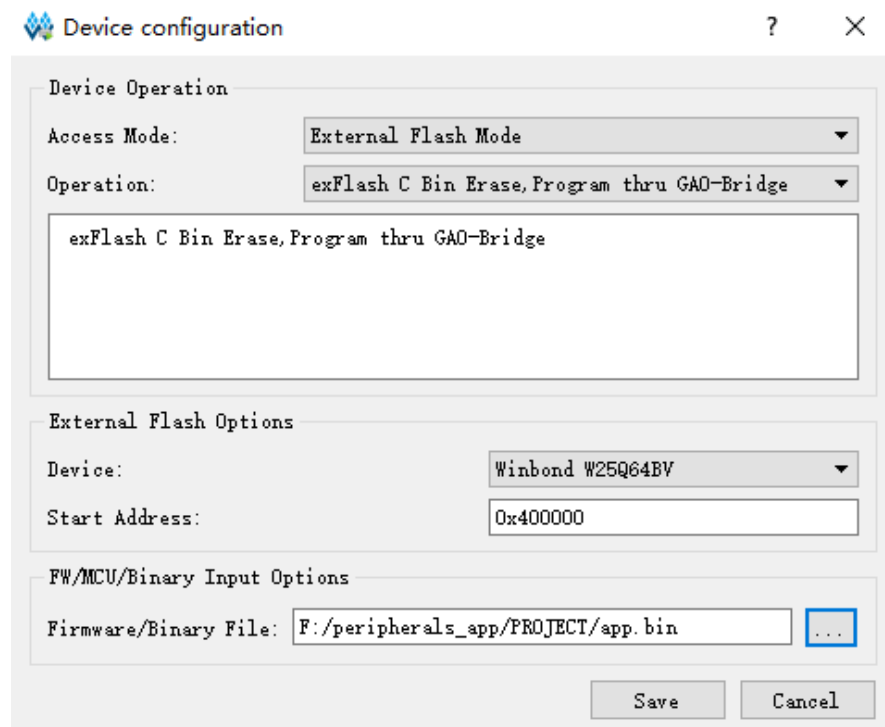 Device configuration
?
Device Operation
Access Mode:
External Flash Mode
Operation:
exFlash C Bin Erase,Program thru GAO-Bridge
exFlash C Bin Erase,Program thru GAO-Bridge
External Flash Options
Device:
Winbond W25Q64BV
Start Address:
0x400000
FW/MCU/Binary Input Options
Firmware/Binary File:
F:/peripherals_app/PROJECT/app.bin
...
Save
Cancel